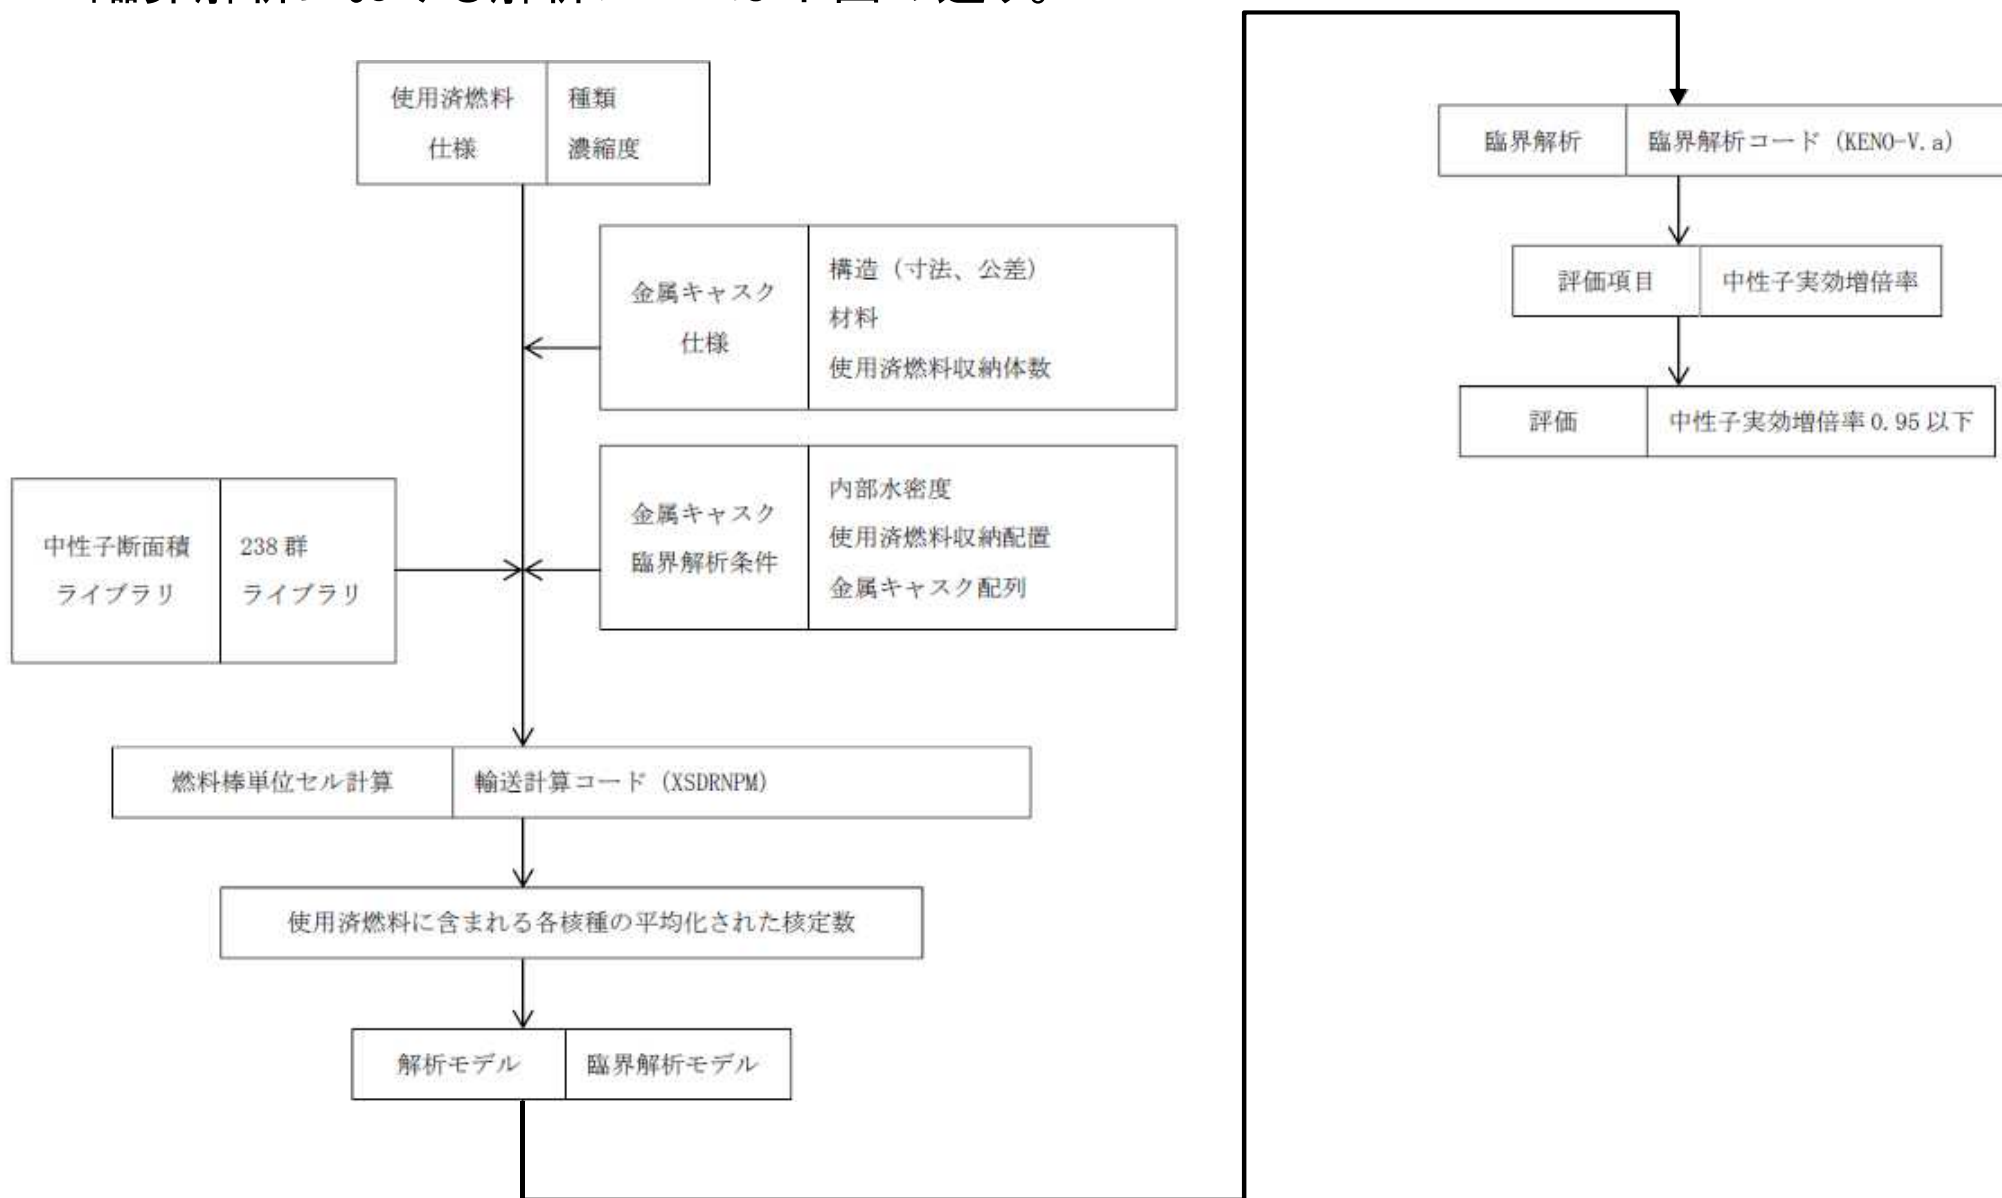 使用済燃料
仕様
種類
濃縮度
金属キャスク
仕様
構造（寸法、公差）
材料
使用済燃料収納体数
中性子断面積
ライブラリ
238 群
ライブラリ
金属キャスク
臨界解析条件
内部水密度
使用済燃料収納配置
金属キャスク配列
燃料棒単位セル計算
輸送計算コード (XSDRNPM)
使用済燃料に含まれる各核種の平均化された核定数
解析モデル
臨界解析モデル
臨界解析
臨界解析コード (KENO-V.a)
評価項目
中性子実効増倍率
評価
中性子実効増倍率 0.95 以下